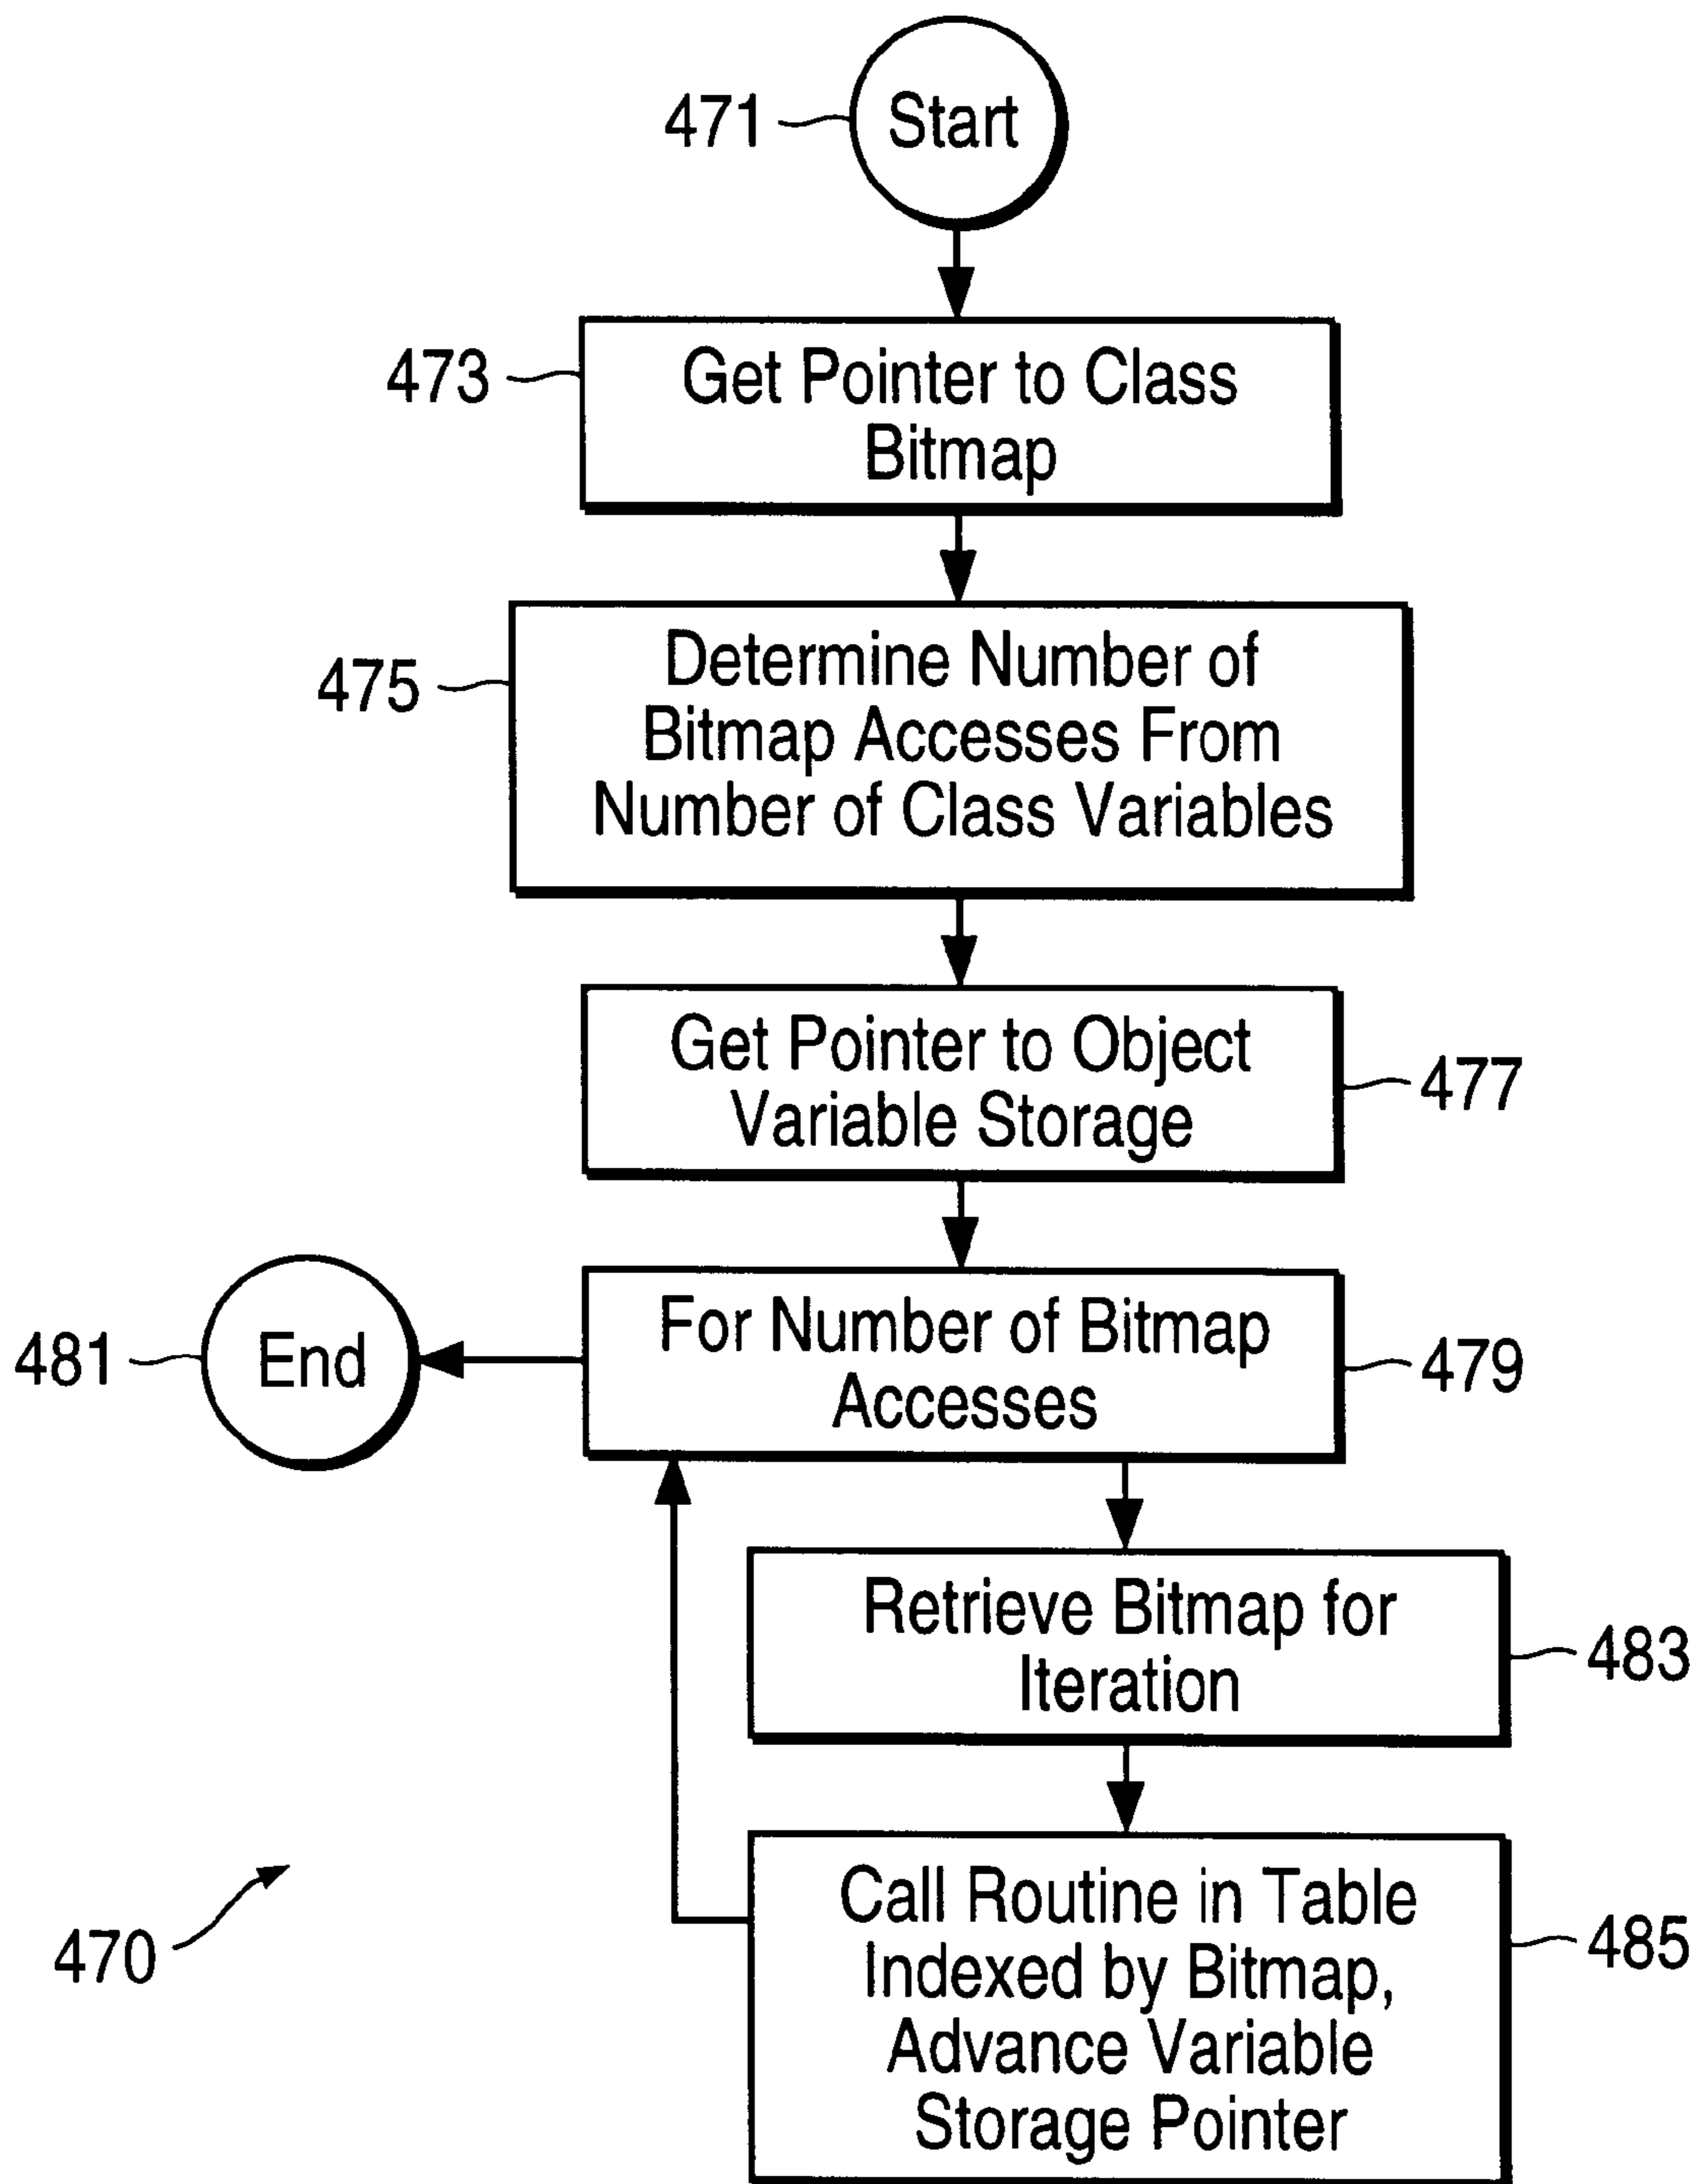 471
Start
473
Get Pointer to Class
Bitmap
475
Determine Number of
Bitmap Accesses From
Number of Class Variables
Get Pointer to Object
Variable Storage
477
481
End
For Number of Bitmap
Accesses
479
Retrieve Bitmap for
Iteration
483
470
Call Routine in Table
Indexed by Bitmap,
Advance Variable
Storage Pointer
485